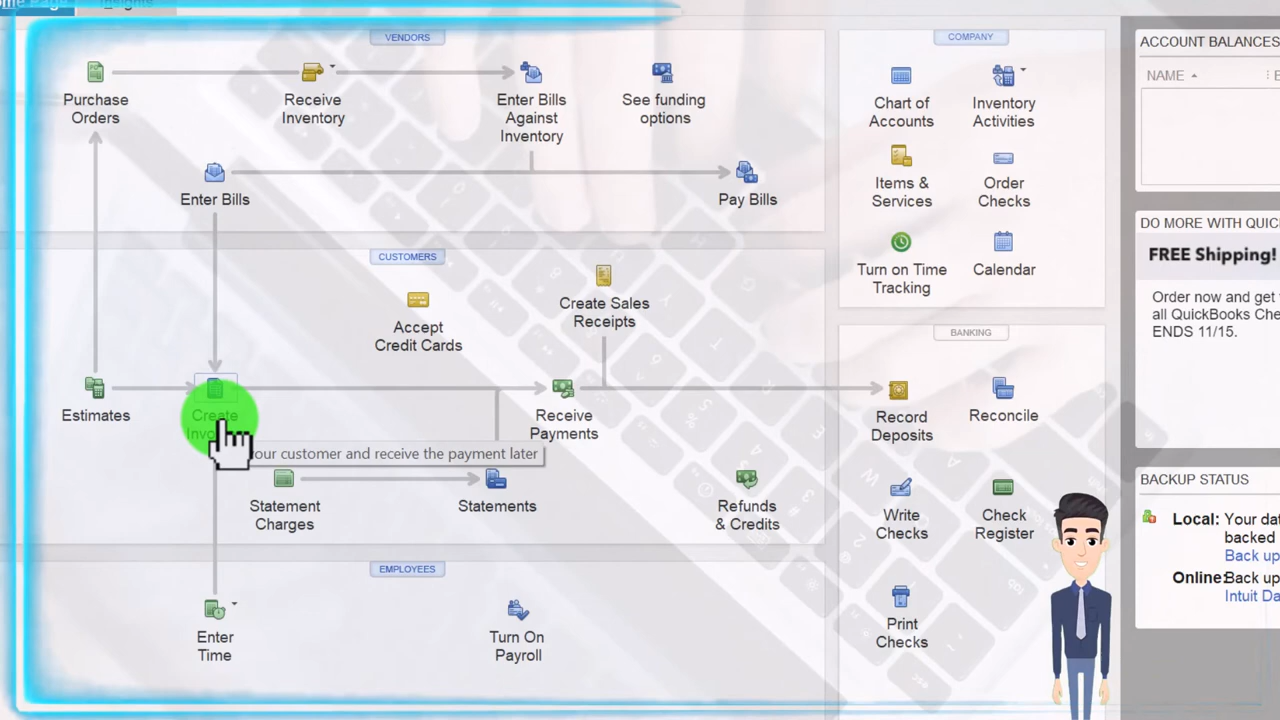 Home Page
Insights
VENDORS
Purchase
Orders
Receive
Inventory
Enter Bills
Against
Inventory
See funding
options
Enter Bills
Pay Bills
CUSTOMERS
Create Sales
Receipts
Accept
Credit Cards
Estimates
Create
Receive
Payments
our customer and receive the payment later
Statement
Charges
Statements
Refunds
& Credits
EMPLOYEES
Enter
Time
Turn On
Payroll
COMPANY
Chart of
Accounts
Inventory
Activities
Items &
Services
Order
Checks
Turn on Time
Tracking
Calendar
BANKING
Record
Deposits
Reconcile
Write
Checks
Check
Register
Print
Checks
ACCOUNT BALANCES
NAME
DO MORE WITH QUIC
FREE Shipping!
Order now and get
all QuickBooks Che
ENDS 11/15.
BACKUP STATUS
Local: Your dat
backed
Back up
Online: Back up
Intuit Da